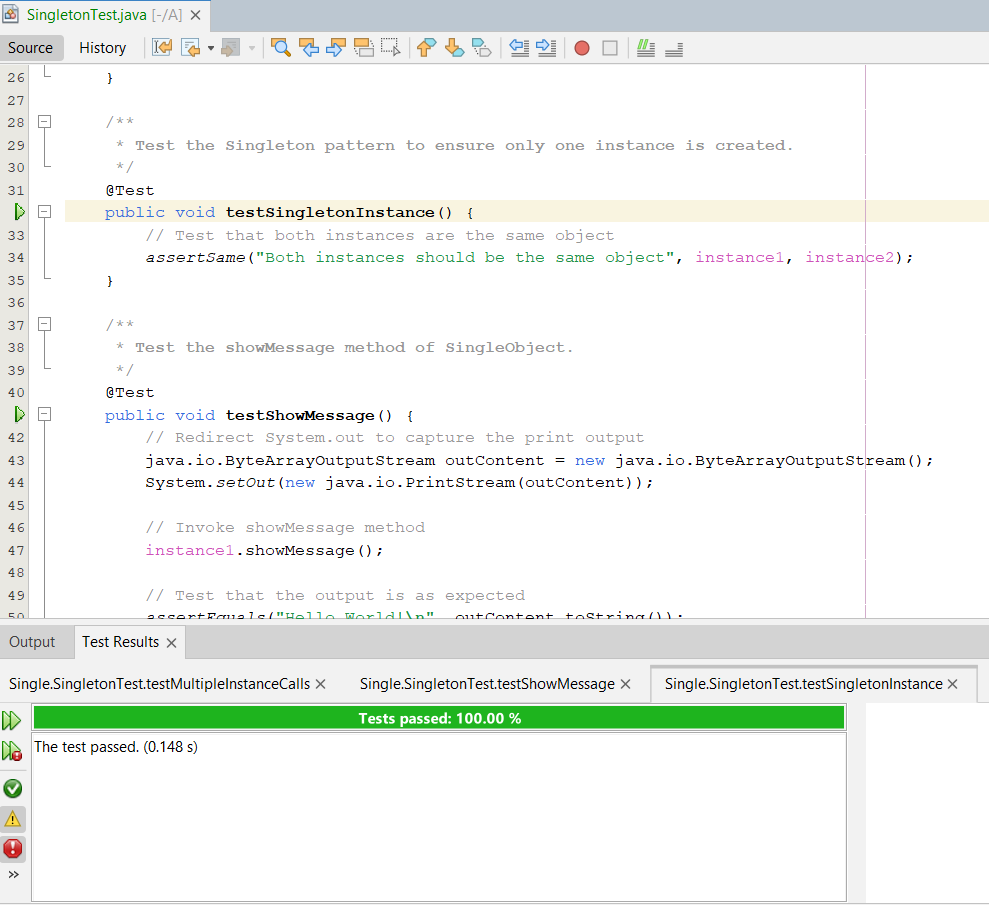 SingletonTest.java [-/A]
Source History
26 }
27
28 /**
29 * Test the Singleton pattern to ensure only one instance is created.
30 */
31 @Test
public void testSingletonInstance() {
33 // Test that both instances are the same object
34 assertSame("Both instances should be the same object", instance1, instance2);
35 }
36
37 /**
38 * Test the showMessage method of SingleObject.
39 */
40 @Test
public void testShowMessage() {
42 // Redirect System.out to capture the print output
43 java.io.ByteArrayOutputStream outContent = new java.io.ByteArrayOutputStream();
44 System.setOut(new java.io.PrintStream(outContent));
45
46 // Invoke showMessage method
47 instance1.showMessage();
48
49 // Test that the output is as expected
50 assertEquals("Hello World!\n", outContent.toString());
Output Test Results
Single.SingletonTest.testMultipleInstanceCalls Single.SingletonTest.testShowMessage Single.SingletonTest.testSingletonInstance
Tests passed: 100.00 %
The test passed. (0.148 s)